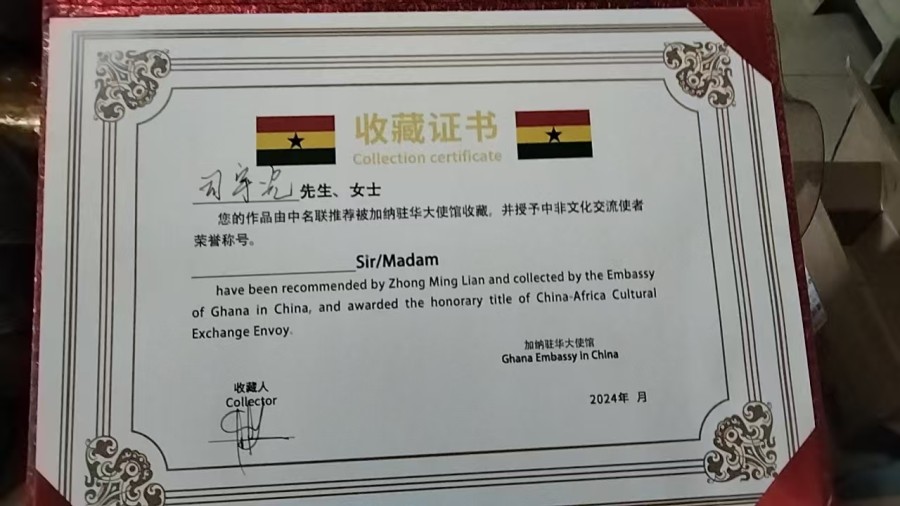 收藏证书
Collection certificate
司宇亮 先生、女士
您的作品由中名联推荐被加纳驻华大使馆收藏，并授予中非文化交流使者
荣誉称号。
Sir/Madam
have been recommended by Zhong Ming Lian and collected by the Embassy
of Ghana in China, and awarded the honorary title of China-Africa Cultural
Exchange Envoy.
加纳驻华大使馆
Ghana Embassy in China
收藏人
Collector
2024年 月